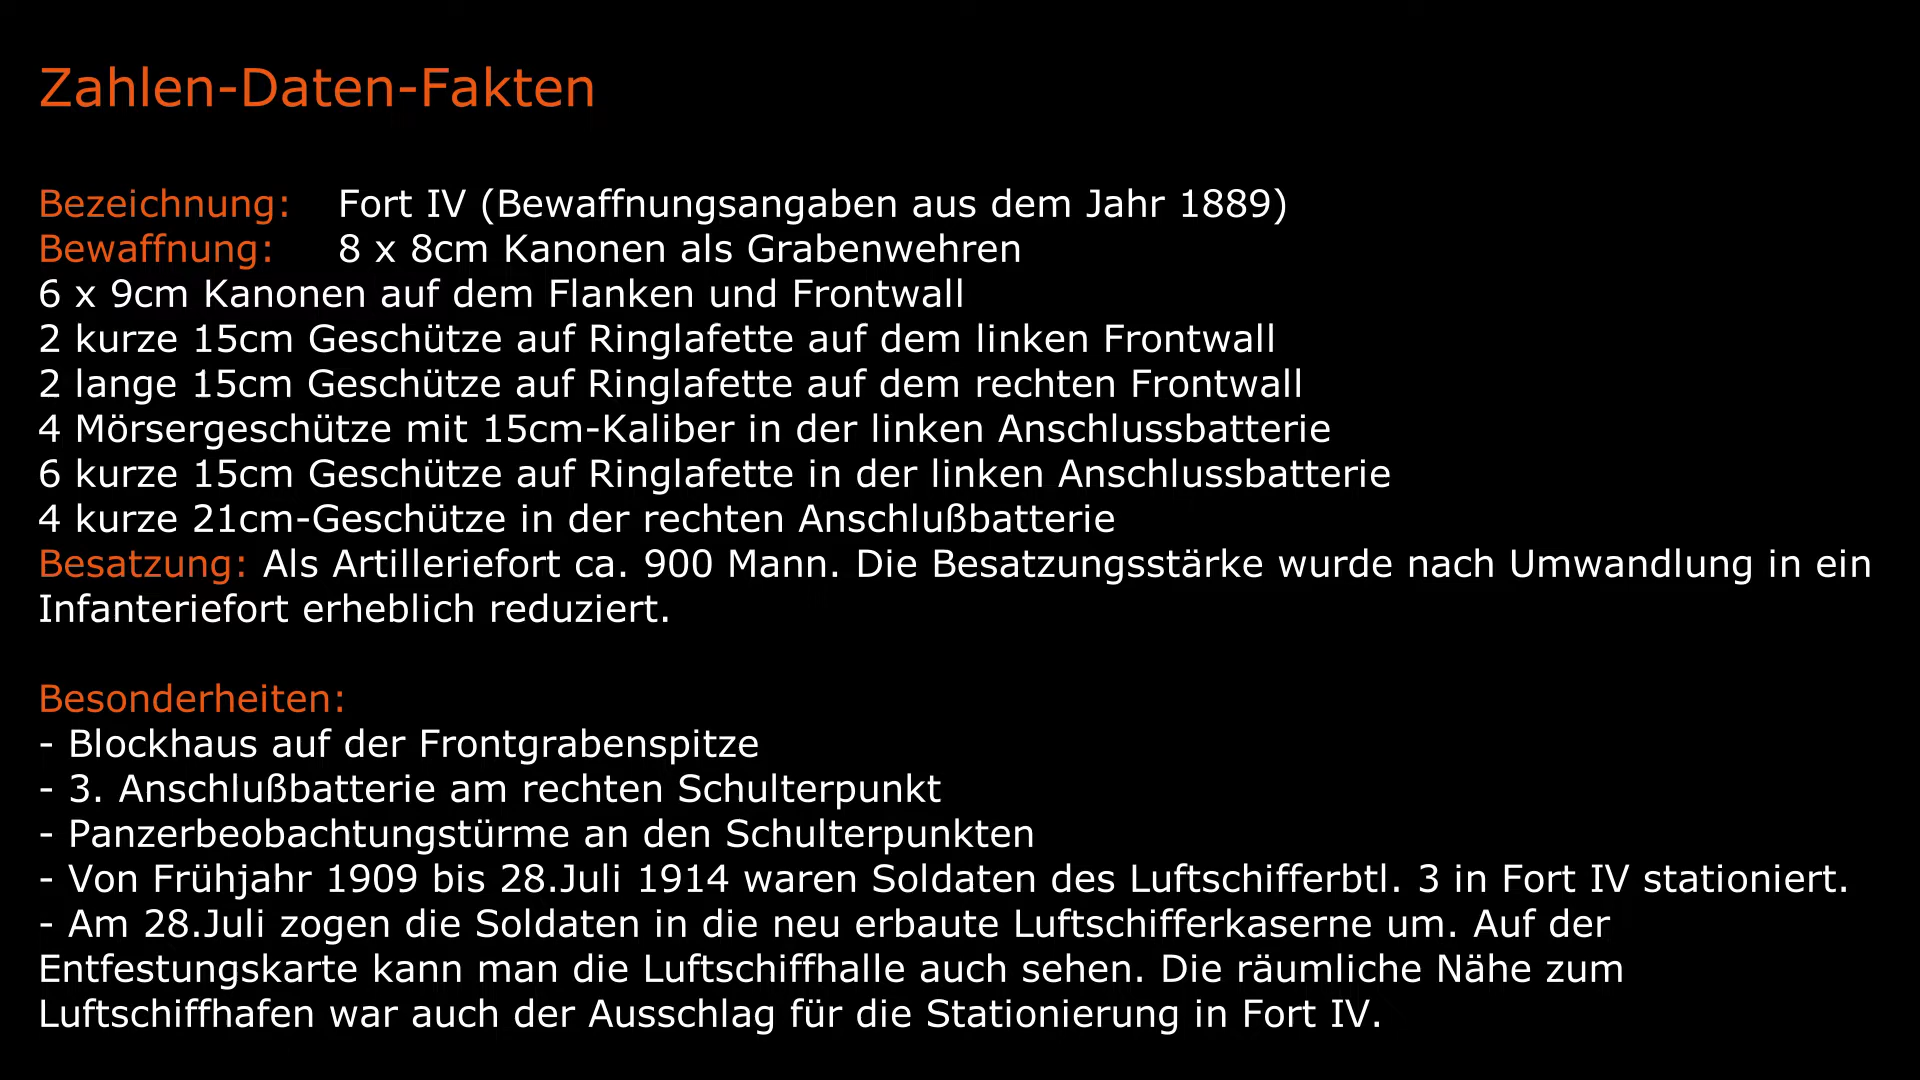 Zahlen-Daten-Fakten
Bezeichnung: Fort IV (Bewaffnungsangaben aus dem Jahr 1889)
Bewaffnung: 8 x 8cm Kanonen als Grabenwehren
6 x 9cm Kanonen auf dem Flanken und Frontwall
2 kurze 15cm Geschütze auf Ringlafette auf dem linken Frontwall
2 lange 15cm Geschütze auf Ringlafette auf dem rechten Frontwall
4 Mörsergeschütze mit 15cm-Kaliber in der linken Anschlussbatterie
6 kurze 15cm Geschütze auf Ringlafette in der linken Anschlussbatterie
4 kurze 21cm-Geschütze in der rechten Anschlußbatterie
Besatzung: Als Artilleriefort ca. 900 Mann. Die Besatzungsstärke wurde nach Umwandlung in ein
Infanteriefort erheblich reduziert.
Besonderheiten:
- Blockhaus auf der Frontgrabenspitze
- 3. Anschlußbatterie am rechten Schulterpunkt
- Panzerbeobachtungstürme an den Schulterpunkten
- Von Frühjahr 1909 bis 28.Juli 1914 waren Soldaten des Luftschifferbtl. 3 in Fort IV stationiert.
- Am 28.Juli zogen die Soldaten in die neu erbaute Luftschifferkaserne um. Auf der
Entfestungskarte kann man die Luftschiffhalle auch sehen. Die räumliche Nähe zum
Luftschiffhafen war auch der Ausschlag für die Stationierung in Fort IV.